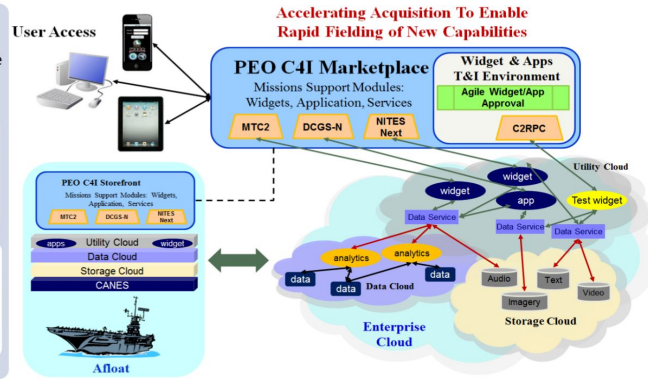 Accelerating Acquisition To Enable
Rapid Fielding of New Capabilities
User Access
PEO C4I Marketplace
Missions Support Modules:
Widgets, Application, Services
MTC2
DCGS-N
NITES
Next
Widget & Apps
T&I Environment
Agile Widget/App
Approval
C2RPC
Utility Cloud
widget
widget
app
Test widget
Data Service
Data Service
Data Service
analytics
analytics
data
data
data
Data Cloud
Audio
Imagery
Text
Video
Storage Cloud
Enterprise
Cloud
PEO C4I Storefront
Missions Support Modules: Widgets,
Application, Services
MTC2
DCGS-N
NITES
Next
apps
Utility Cloud
widget
Data Cloud
Storage Cloud
CANES
Afloat